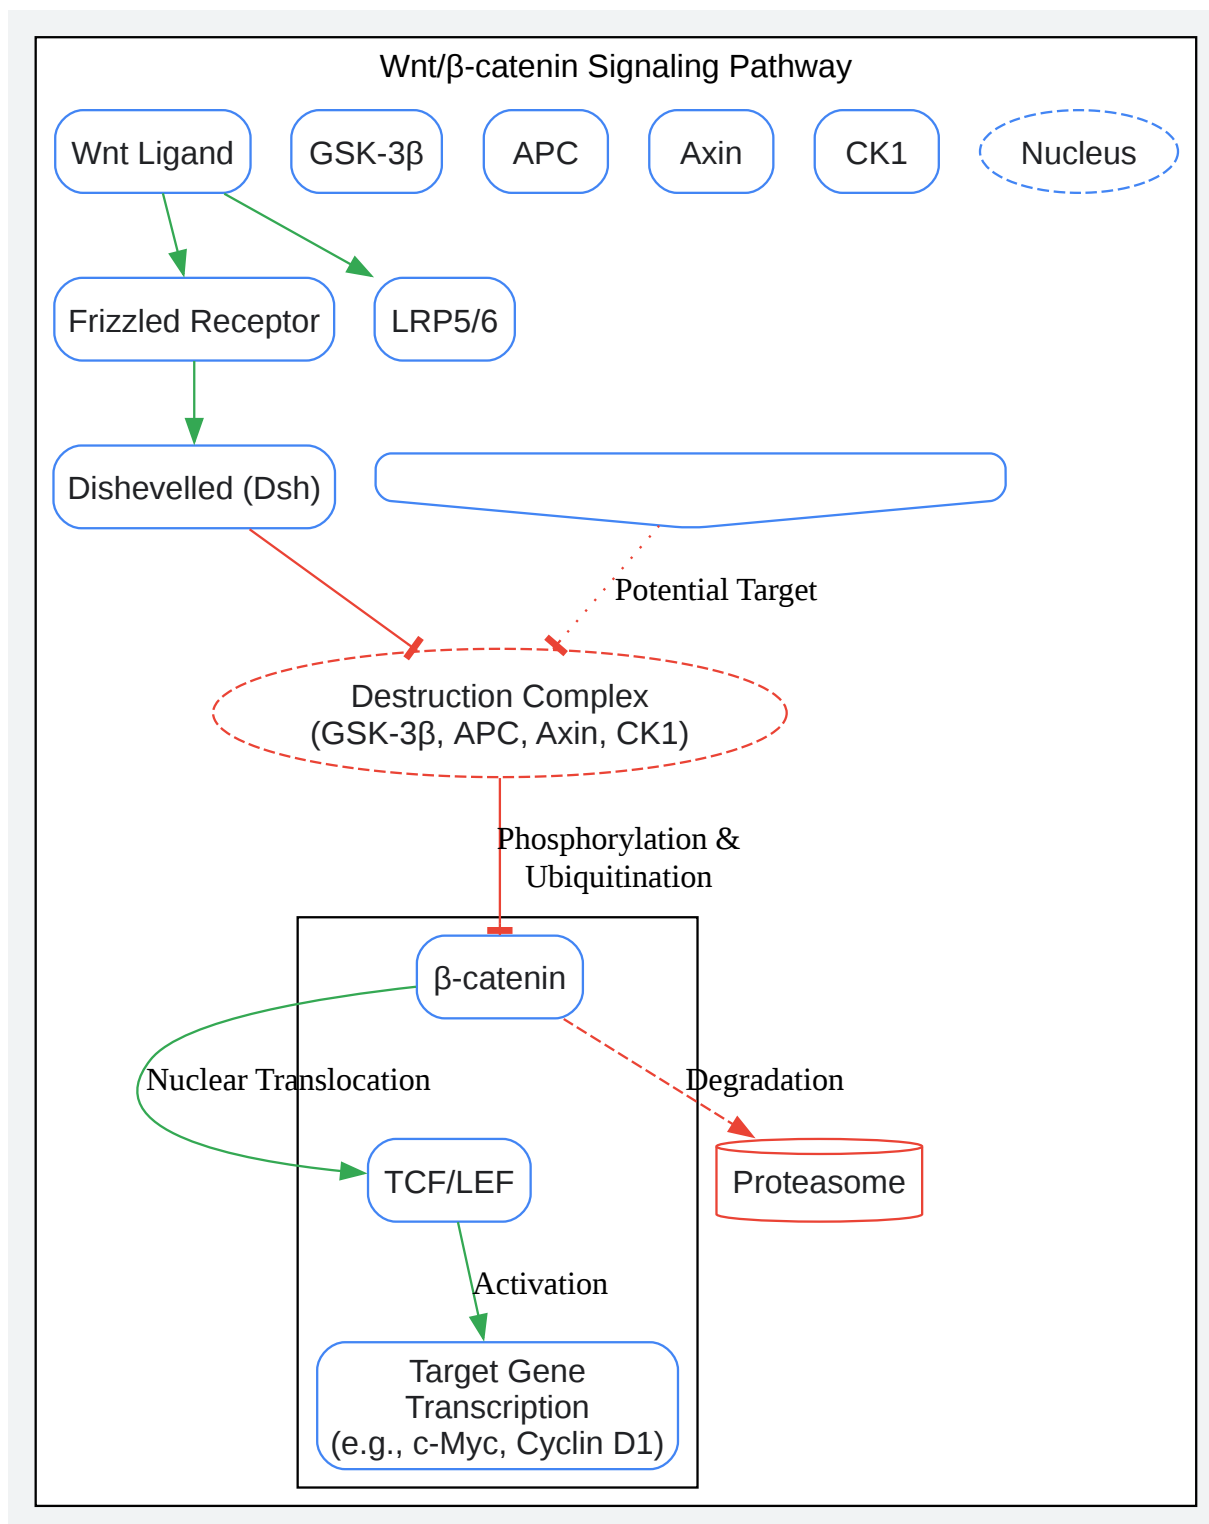 Wnt/β-catenin Signaling Pathway
Wnt Ligand
GSK-3β
APC
Axin
CK1
Nucleus
Frizzled Receptor
LRP5/6
Dishevelled (Dsh)
Potential Target
Destruction Complex
(GSK-3β, APC, Axin, CK1)
Phosphorylation &
Ubiquitination
β-catenin
Nuclear Translocation
Degradation
TCF/LEF
Proteasome
Activation
Target Gene
Transcription
(e.g., c-Myc, Cyclin D1)